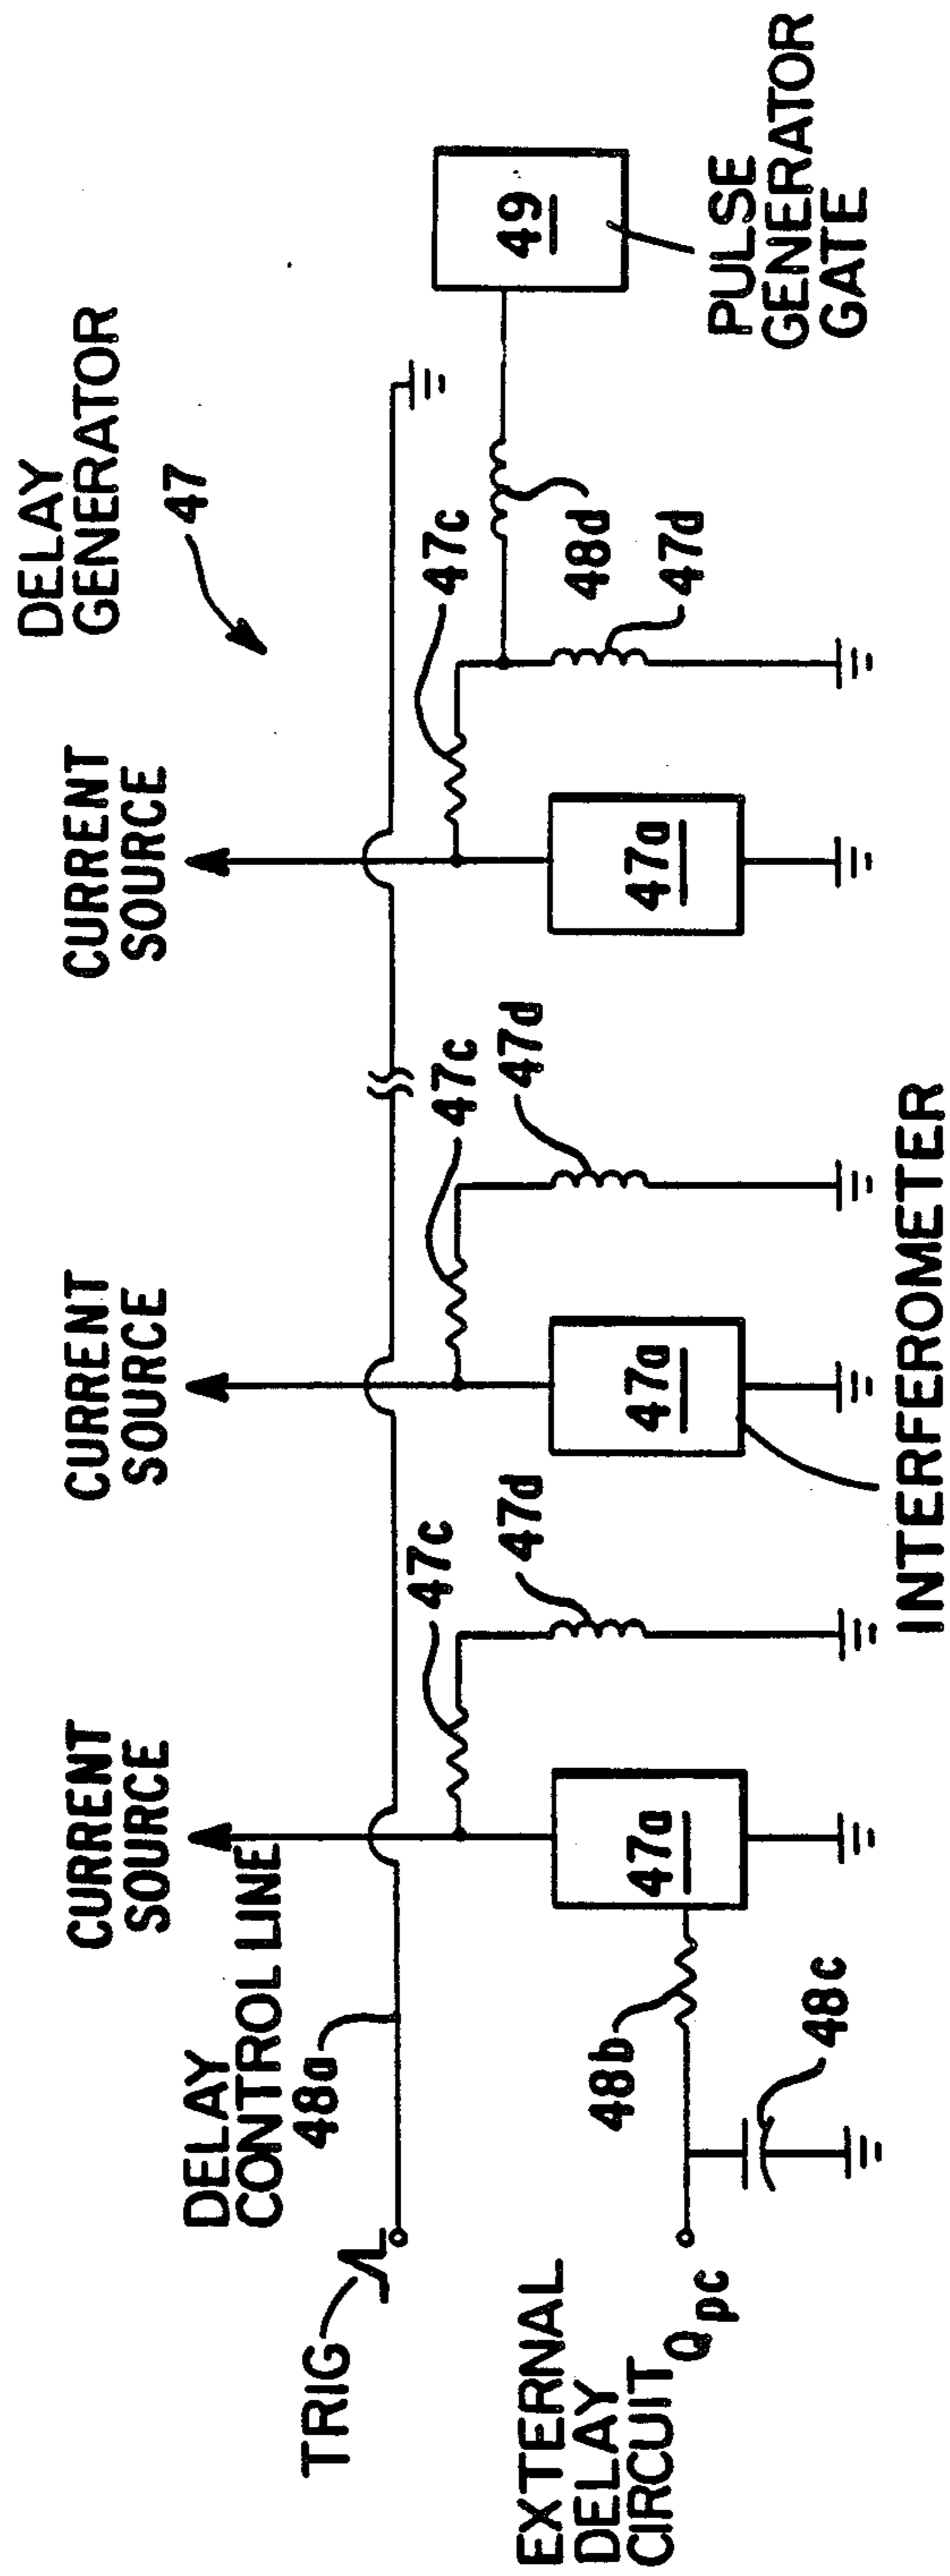 DELAY
GENERATOR
47
CURRENT
SOURCE
CURRENT
SOURCE
CURRENT
SOURCE
DELAY
CONTROL LINE
48a
TRIG
47c
47d
47c
47d
47c
48d
47d
49
PULSE
GENERATOR
GATE
47a
47a
47a
48b
48c
EXTERNAL
DELAY
CIRCUIT
Qpc
INTERFEROMETER